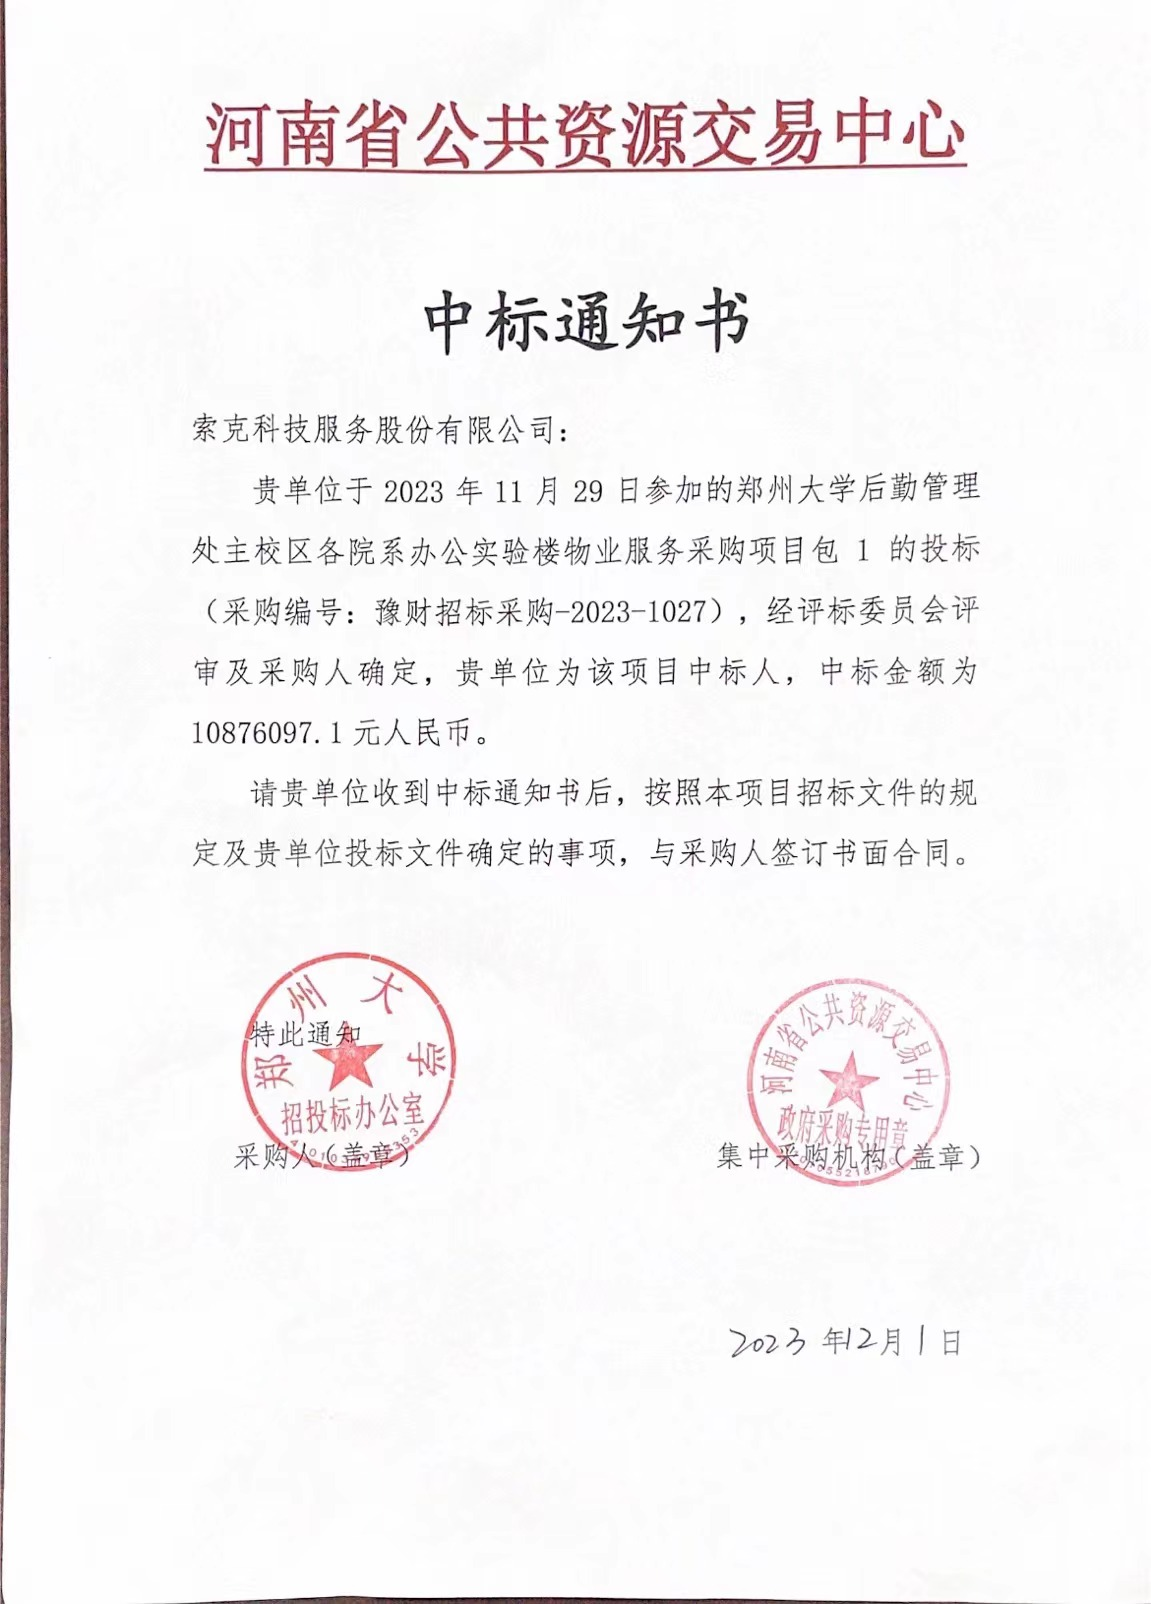 河南省公共资源交易中心
中标通知书
索克科技服务股份有限公司：
贵单位于 2023 年 11 月 29 日参加的郑州大学后勤管理
处主校区各院系办公实验楼物业服务采购项目包 1 的投标
（采购编号：豫财招标采购-2023-1027），经评标委员会评
审及采购人确定，贵单位为该项目中标人，中标金额为
10876097.1 元人民币。
请贵单位收到中标通知书后，按照本项目招标文件的规
定及贵单位投标文件确定的事项，与采购人签订书面合同。
特此通知
郑州大学
招投标办公室
采购人（盖章）
河南省公共资源交易中心
政府采购专用章
集中采购机构（盖章）
2023 年12月1日